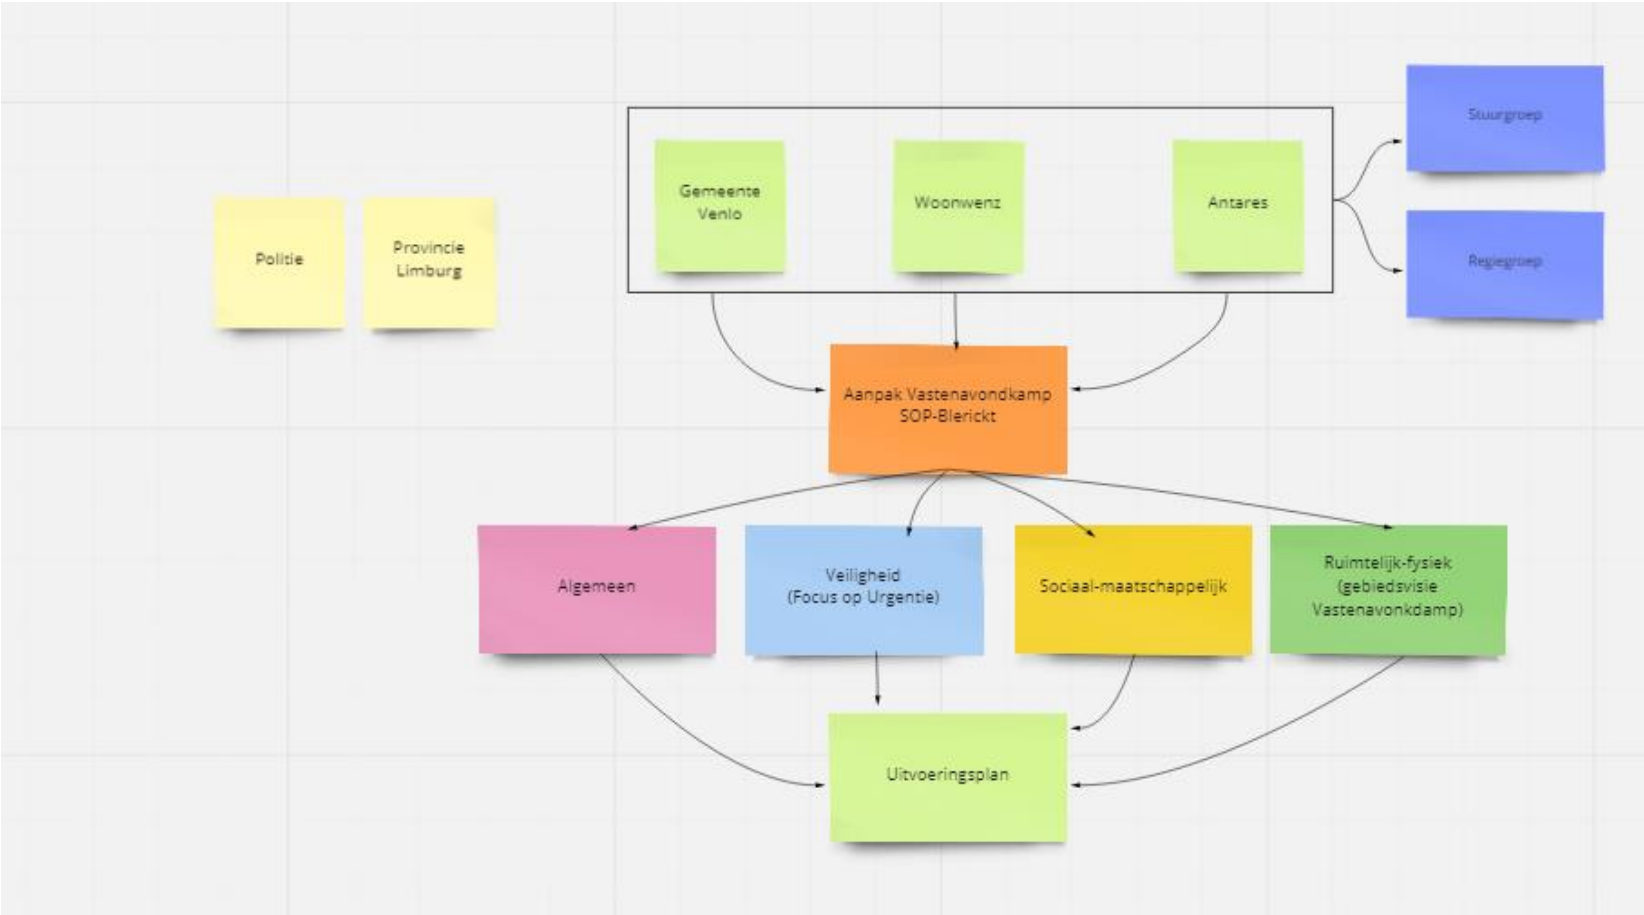 Stuurgroep
Gemeente
Venlo
Woonwenz
Antares
Politie
Provincie
Limburg
Regiegroep
Aanpak Vastenavondkamp
SOP-Blerickt
Algemeen
Veiligheid
(Focus op Urgentie)
Sociaal-maatschappelijk
Ruimtelijk-fysiek
(gebiedsvisie
Vastenavonkdamp)
Uitvoeringsplan